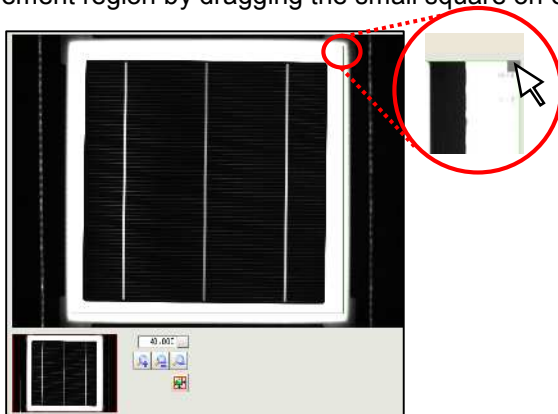 ement region by dragging the small square on
40.00%